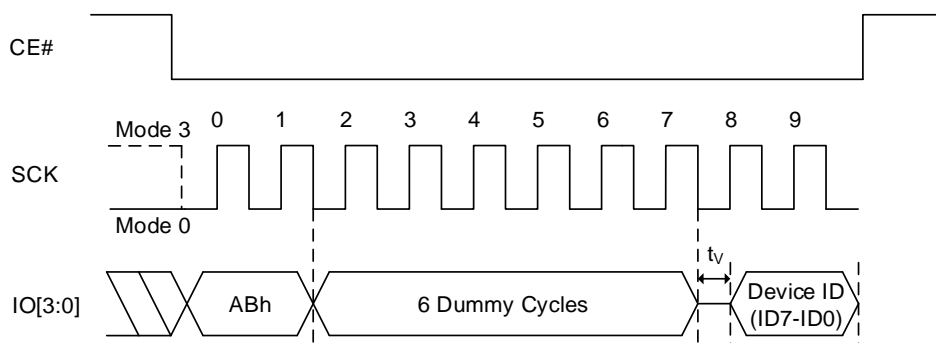 CE#
0 1 2 3 4 5 6 7 8 9
Mode 3
SCK
Mode 0
tV
IO[3:0]
ABh
6 Dummy Cycles
Device ID
(ID7-ID0)